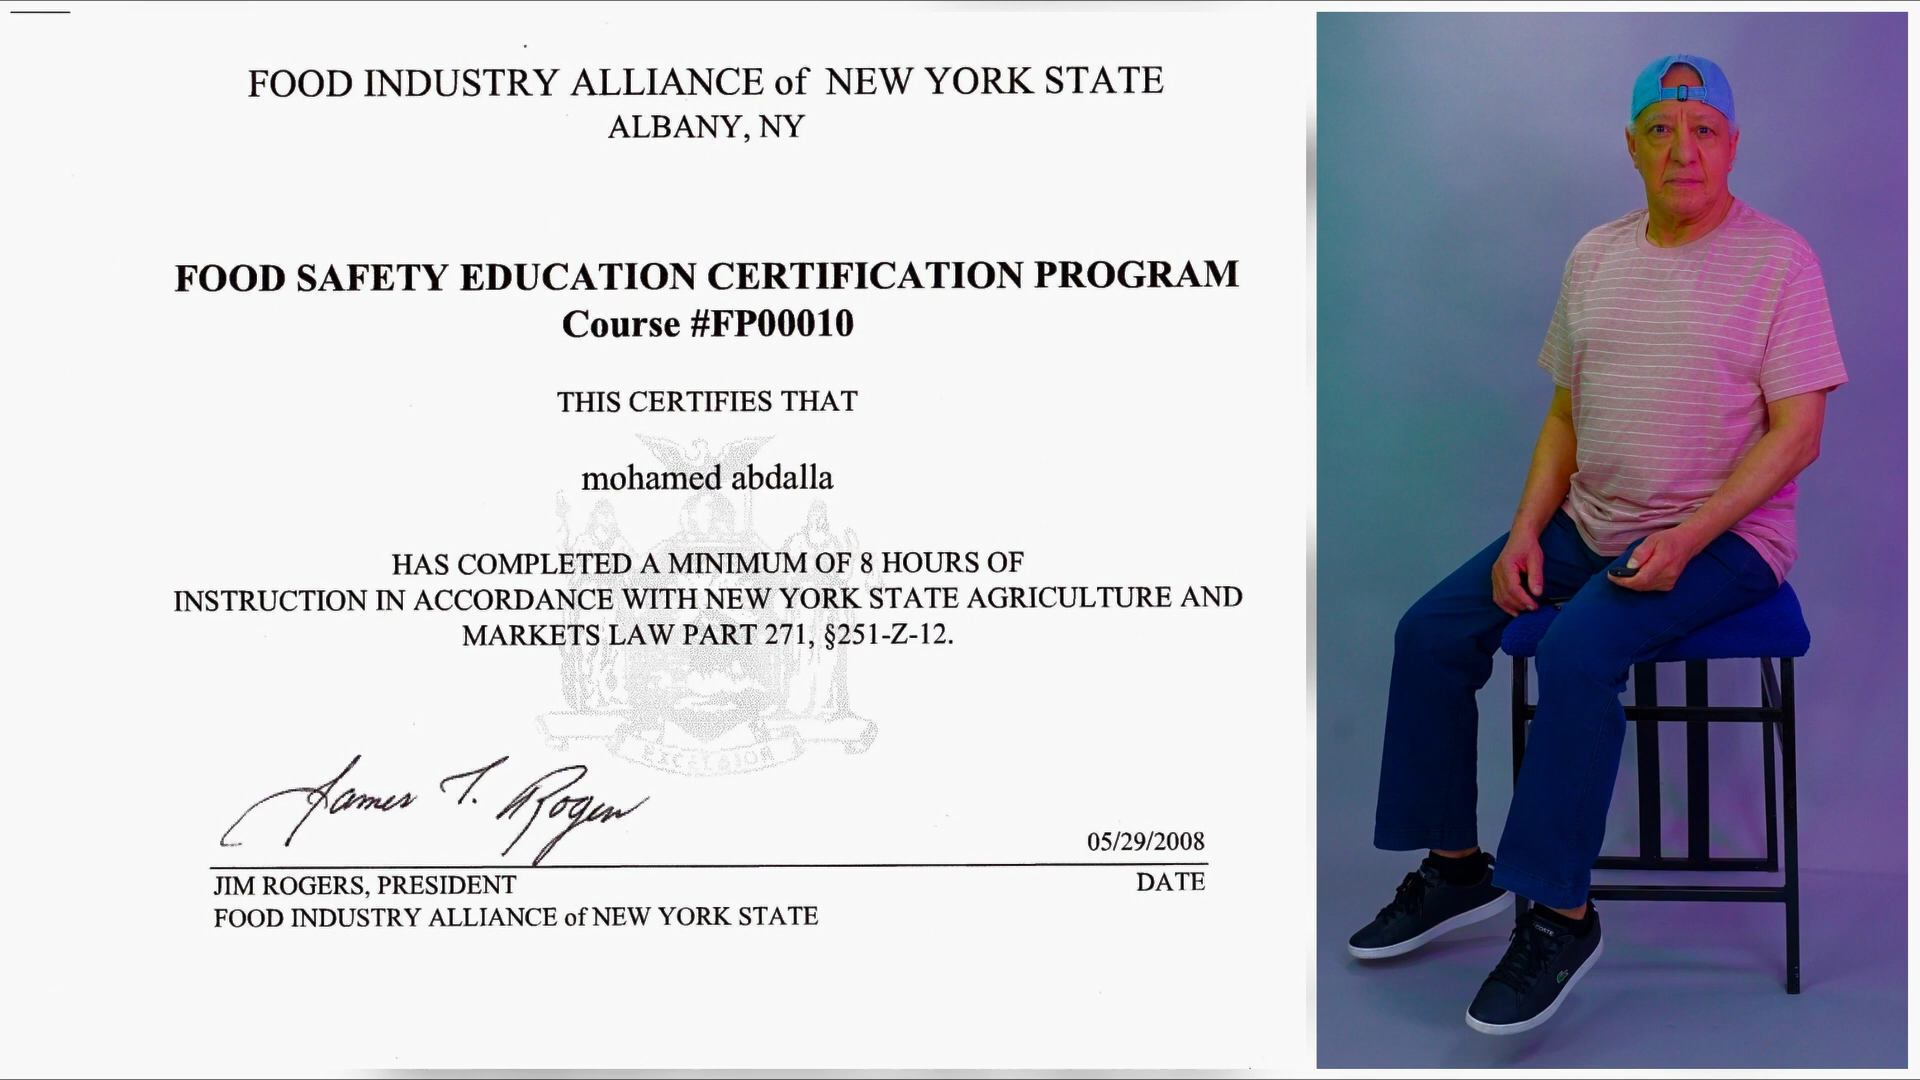 FOOD INDUSTRY ALLIANCE of NEW YORK STATE
ALBANY, NY
FOOD SAFETY EDUCATION CERTIFICATION PROGRAM
Course #FP00010
THIS CERTIFIES THAT
mohamed abdalla
HAS COMPLETED A MINIMUM OF 8 HOURS OF
INSTRUCTION IN ACCORDANCE WITH NEW YORK STATE AGRICULTURE AND
MARKETS LAW PART 271, §251-Z-12.
EXCELSIOR
James T. Rogers
05/29/2008
JIM ROGERS, PRESIDENT
DATE
FOOD INDUSTRY ALLIANCE of NEW YORK STATE